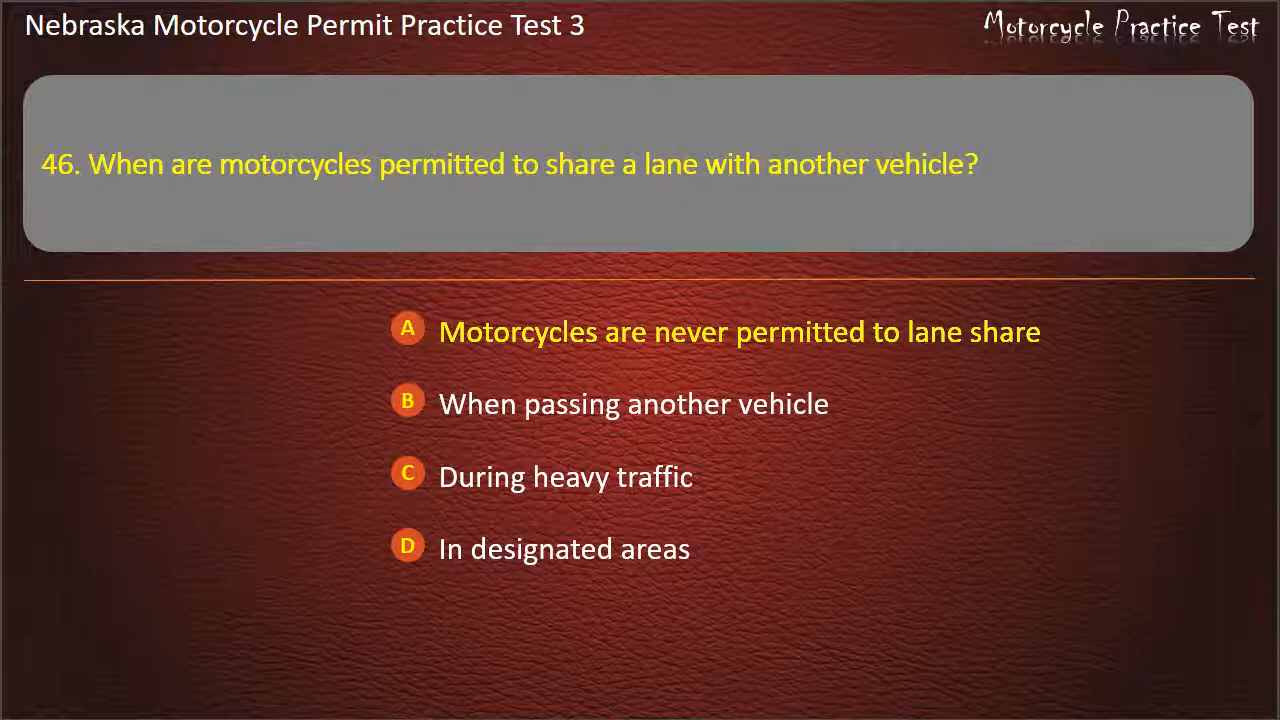 Nebraska Motorcycle Permit Practice Test 3
Motorcycle Practice Test
46. When are motorcycles permitted to share a lane with another vehicle?
A Motorcycles are never permitted to lane share
B When passing another vehicle
C During heavy traffic
D In designated areas